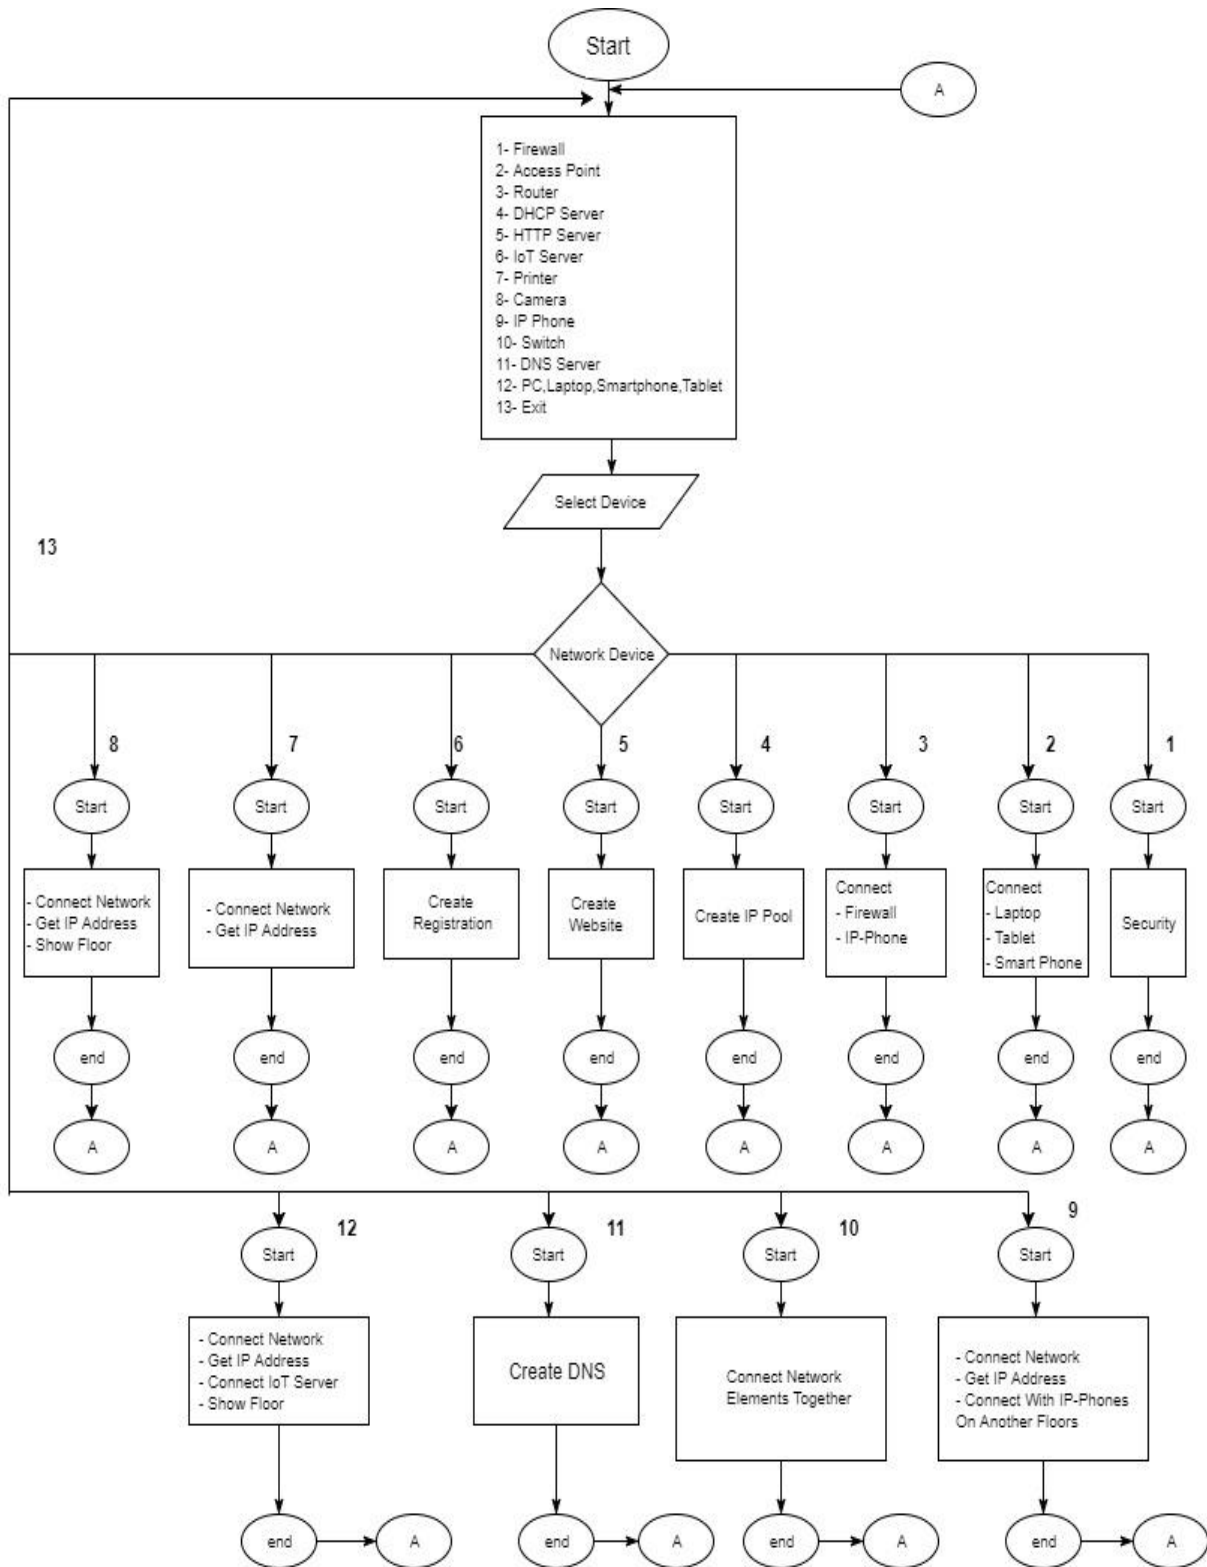 Start
A
1- Firewall
2- Access Point
3- Router
4- DHCP Server
5- HTTP Server
6- IoT Server
7- Printer
8- Camera
9- IP Phone
10- Switch
11- DNS Server
12- PC,Laptop,Smartphone,Tablet
13- Exit
Select Device
13
Network Device
8
7
6
5
4
3
2
1
Start
Start
Start
Start
Start
Start
Start
Start
- Connect Network
- Get IP Address
- Show Floor
- Connect Network
- Get IP Address
Create
Registration
Create
Website
Create IP Pool
Connect
- Firewall
- IP-Phone
Connect
- Laptop
- Tablet
- Smart Phone
Security
end
end
end
end
end
end
end
end
A
A
A
A
A
A
A
A
12
11
10
9
Start
Start
Start
Start
- Connect Network
- Get IP Address
- Connect IoT Server
- Show Floor
Create DNS
Connect Network
Elements Together
- Connect Network
- Get IP Address
- Connect With IP-Phones
On Another Floors
end
A
end
A
end
A
end
A